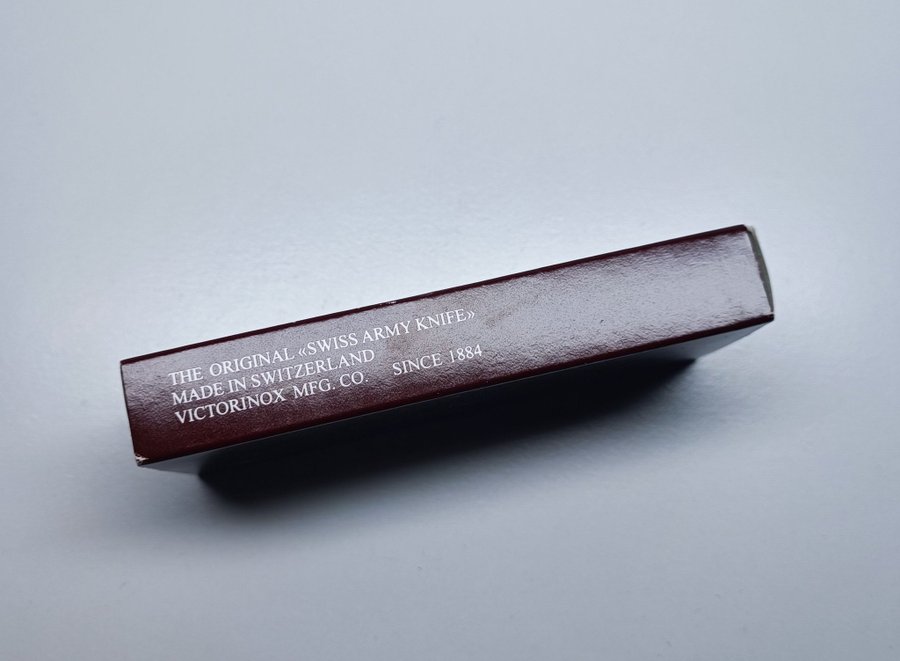 THE ORIGINAL «SWISS ARMY KNIFE»
MADE IN SWITZERLAND
VICTORINOX MFG. CO. SINCE 1884